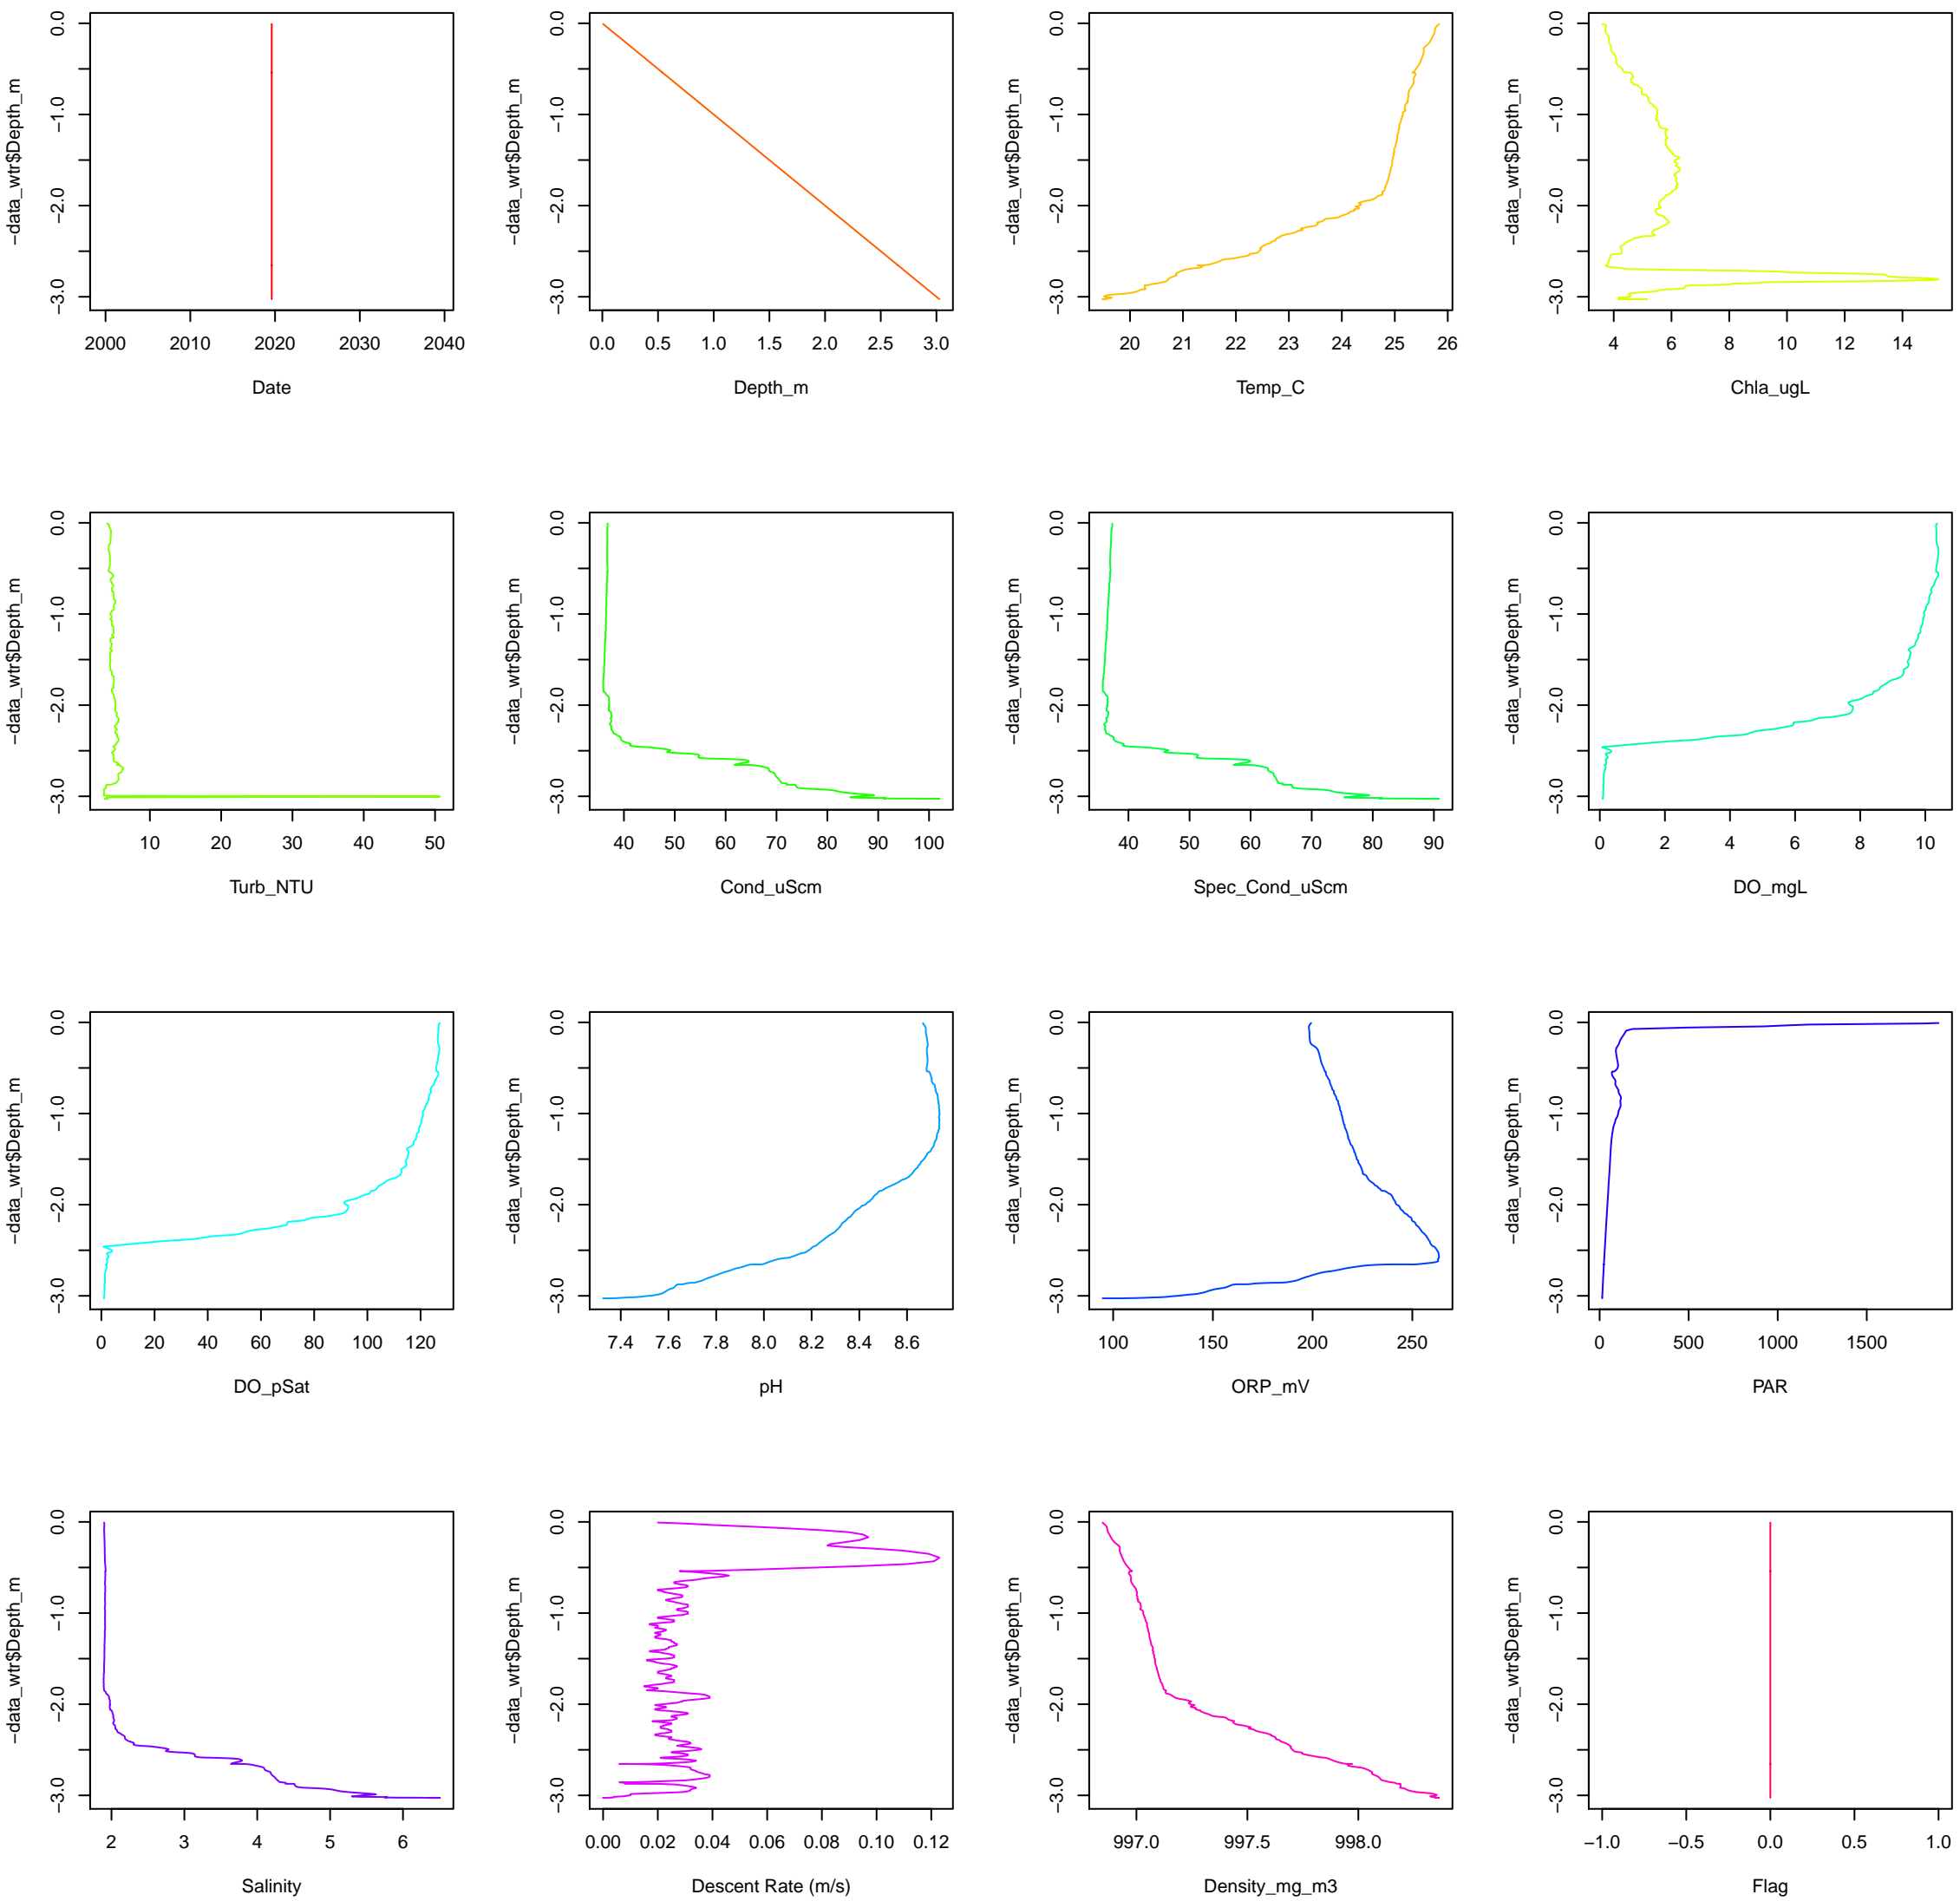 −data_wtr$Depth_m
0.0
−1.0
−2.0
−3.0
2000 2010 2020 2030 2040
Date
−data_wtr$Depth_m
0.0
−1.0
−2.0
−3.0
0.0 0.5 1.0 1.5 2.0 2.5 3.0
Depth_m
−data_wtr$Depth_m
0.0
−1.0
−2.0
−3.0
20 21 22 23 24 25 26
Temp_C
−data_wtr$Depth_m
0.0
−1.0
−2.0
−3.0
4 6 8 10 12 14
Chla_ugL
−data_wtr$Depth_m
0.0
−1.0
−2.0
−3.0
10 20 30 40 50
Turb_NTU
−data_wtr$Depth_m
0.0
−1.0
−2.0
−3.0
40 50 60 70 80 90 100
Cond_uScm
−data_wtr$Depth_m
0.0
−1.0
−2.0
−3.0
40 50 60 70 80 90
Spec_Cond_uScm
−data_wtr$Depth_m
0.0
−1.0
−2.0
−3.0
0 2 4 6 8 10
DO_mgL
−data_wtr$Depth_m
0.0
−1.0
−2.0
−3.0
0 20 40 60 80 100 120
DO_pSat
−data_wtr$Depth_m
0.0
−1.0
−2.0
−3.0
7.4 7.6 7.8 8.0 8.2 8.4 8.6
pH
−data_wtr$Depth_m
0.0
−1.0
−2.0
−3.0
100 150 200 250
ORP_mV
−data_wtr$Depth_m
0.0
−1.0
−2.0
−3.0
0 500 1000 1500
PAR
−data_wtr$Depth_m
0.0
−1.0
−2.0
−3.0
2 3 4 5 6
Salinity
−data_wtr$Depth_m
0.0
−1.0
−2.0
−3.0
0.00 0.02 0.04 0.06 0.08 0.10 0.12
Descent Rate (m/s)
−data_wtr$Depth_m
0.0
−1.0
−2.0
−3.0
997.0 997.5 998.0
Density_mg_m3
−data_wtr$Depth_m
0.0
−1.0
−2.0
−3.0
−1.0 −0.5 0.0 0.5 1.0
Flag